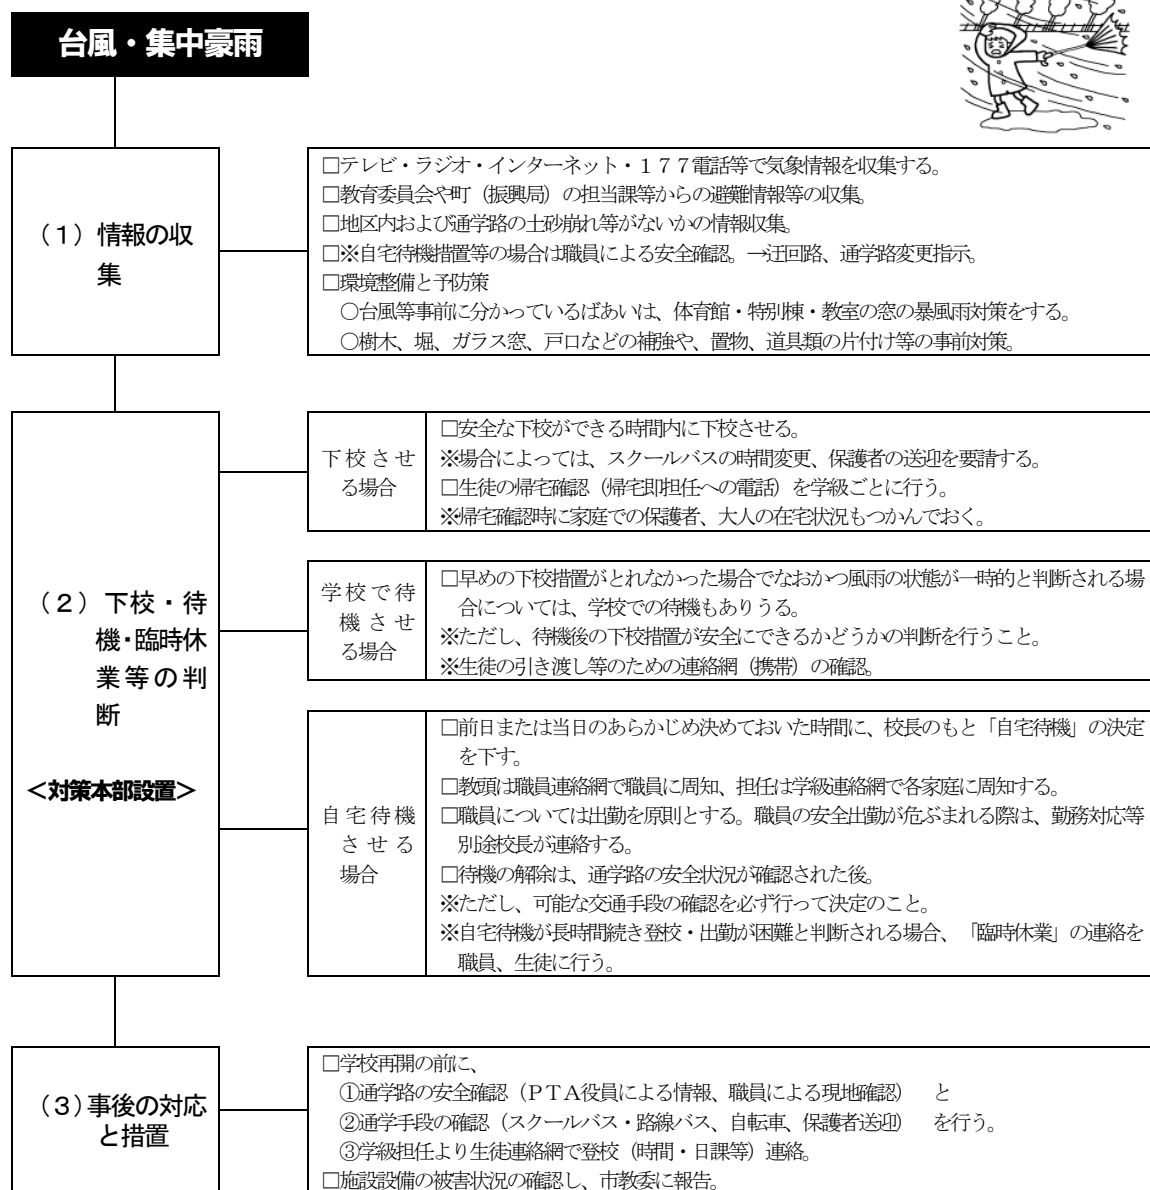 台風・集中豪雨
（１）情報の収
集
□テレビ・ラジオ・インターネット・１７７電話等で気象情報を収集する。
□教育委員会や町（振興局）の担当課等からの避難情報等の収集。
□地区内および通学路の土砂崩れ等がないかの情報収集。
□※自宅待機措置等の場合は職員による安全確認。→迂回路、通学路変更指示。
□環境整備と予防策
○台風等事前に分かっているばあいは、体育館・特別棟・教室の窓の暴風雨対策をする。
○樹木、堀、ガラス窓、戸口などの補強や、置物、道具類の片付け等の事前対策。
（２）下校・待
機・臨時休
業等の判
断
＜対策本部設置＞
下校させ
る場合
□安全な下校ができる時間内に下校させる。
※場合によっては、スクールバスの時間変更、保護者の送迎を要請する。
□生徒の帰宅確認（帰宅即担任への電話）を学級ごとに行う。
※帰宅確認時に家庭での保護者、大人の在宅状況もつかんでおく。
学校で待
機させ
る場合
□早めの下校措置がとれなかった場合でなおかつ風雨の状態が一時的と判断される場
合については、学校での待機もありうる。
※ただし、待機後の下校措置が安全にできるかどうかの判断を行うこと。
※生徒の引き渡し等のための連絡網（携帯）の確認。
自宅待機
させる
場合
□前日または当日のあらかじめ決めておいた時間に、校長のもと「自宅待機」の決定
を下す。
□教頭は職員連絡網で職員に周知、担任は学級連絡網で各家庭に周知する。
□職員については出勤を原則とする。職員の安全出勤が危ぶまれる際は、勤務対応等
別途校長が連絡する。
□待機の解除は、通学路の安全状況が確認された後。
※ただし、可能な交通手段の確認を必ず行って決定のこと。
※自宅待機が長時間続き登校・出勤が困難と判断される場合、「臨時休業」の連絡を
職員、生徒に行う。
（３）事後の対応
と措置
□学校再開の前に、
①通学路の安全確認（ＰＴＡ役員による情報、職員による現地確認）　と
②通学手段の確認（スクールバス・路線バス、自転車、保護者送迎）　を行う。
③学級担任より生徒連絡網で登校（時間・日課等）連絡。
□施設設備の被害状況の確認し、市教委に報告。